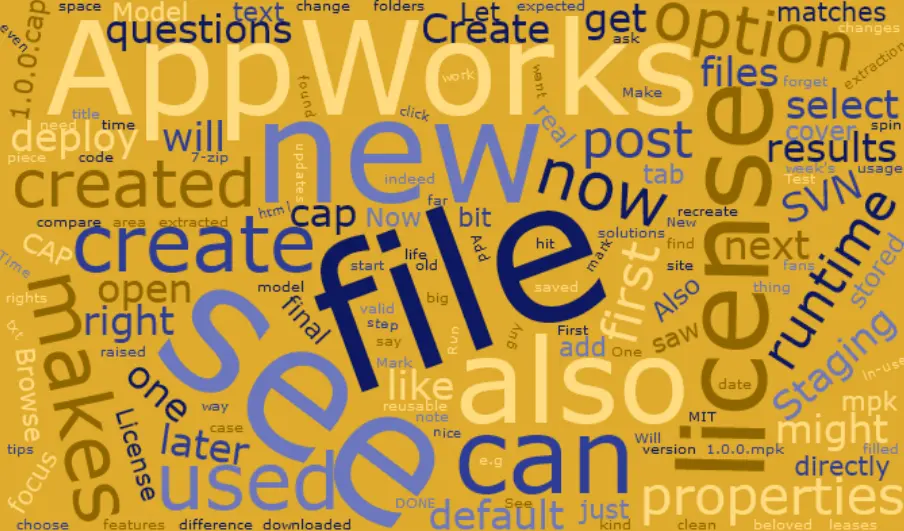 space
Model
text
change
folders
Let
expected
matches
even
1.0.0.cap
questions
Create
get
ask
option
changes
AppWorks
work
want
found
Make
files
forget
extraction
title
time
click
real
license
select
deploy
need
will
new
post
cover
spin
piece
code
7-zip
updates
indeed
now
tab
results
week's
usage
created
html
cap
Now
far
bit
SVN
Test
compare
area
extracted
recreate
New
solutions
CAP
create
file
Add
hit
mark
find
next
runtime
Time
life
old
start
site
fans
stored
open
model
saved
Also
thing
rights
makes
right
final
see
valid
step
big
first
txt
raised
say
Run
guy
First
add
One
saw
Staging
Browse
one
Mark
like
also
date
in-use
way
reusable
note
MIT
mpk
License
case
nice
might
tips
later
Will
version
1.0.0.mpk
filled
focus
used
e.g
can
directly
DONE
See
default
just
properties
choose
features
difference
downloaded
kind
clean
beloved
leases